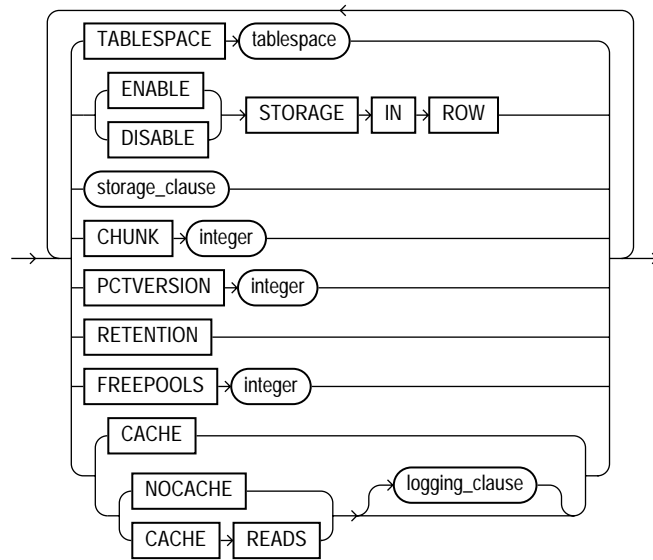 TABLESPACE tablespace
ENABLE
DISABLE
STORAGE IN ROW
storage_clause
CHUNK integer
PCTVERSION integer
RETENTION
FREEPOOLS integer
CACHE
NOCACHE
CACHE READS
logging_clause